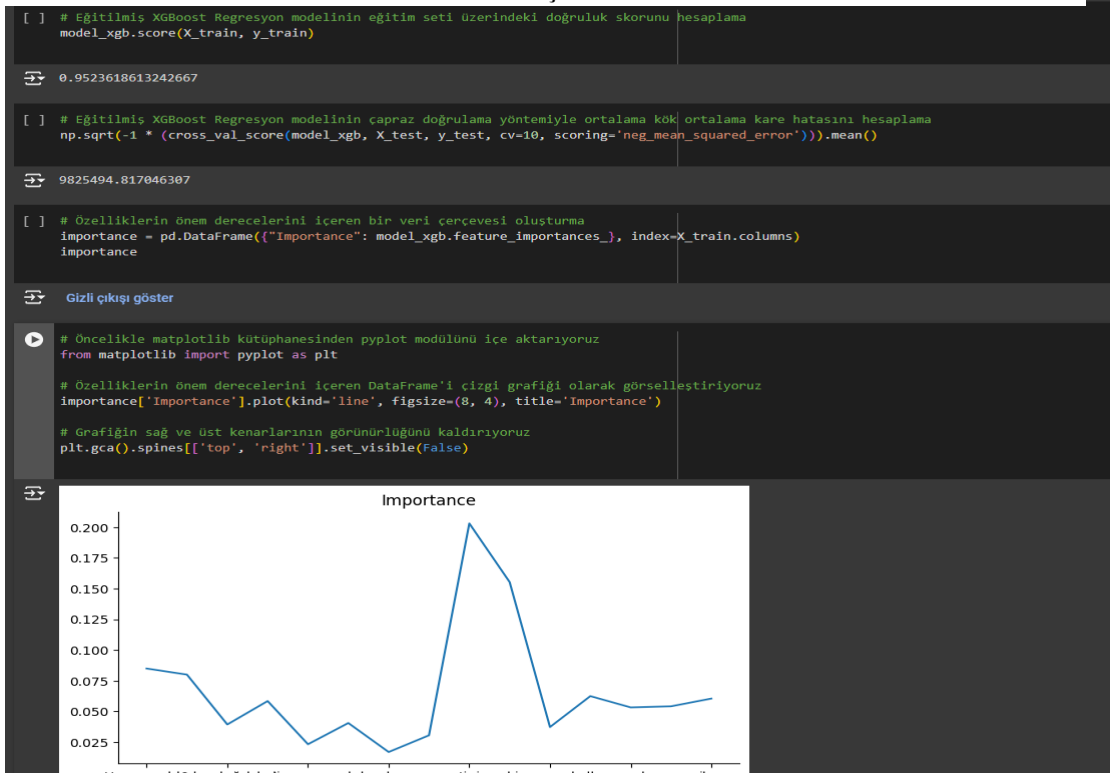 [ ] # Eğitilmiş XGBoost Regresyon modelinin eğitim seti üzerindeki doğruluk skorunu hesaplama
model_xgb.score(X_train, y_train)
0.9523618613242667
[ ] # Eğitilmiş XGBoost Regresyon modelinin çapraz doğrulama yöntemiyle ortalama kök ortalama kare hatasını hesaplama
np.sqrt(-1 * (cross_val_score(model_xgb, X_test, y_test, cv=10, scoring='neg_mean_squared_error'))).mean()
9825494.817046307
[ ] # Özelliklerin önem derecelerini içeren bir veri çerçevesi oluşturma
importance = pd.DataFrame({"Importance": model_xgb.feature_importances_}, index=X_train.columns)
importance
Gizli çıkışı göster
# Öncelikle matplotlib kütüphanesinden pyplot modülünü içe aktarıyoruz
from matplotlib import pyplot as plt
# Özelliklerin önem derecelerini içeren DataFrame'i çizgi grafiği olarak görselleştiriyoruz
importance['Importance'].plot(kind='line', figsize=(8, 4), title='Importance')
# Grafiğin sağ ve üst kenarlarının görünürlüğünü kaldırıyoruz
plt.gca().spines[['top', 'right']].set_visible(False)
Importance
0.200
0.175
0.150
0.125
0.100
0.075
0.050
0.025